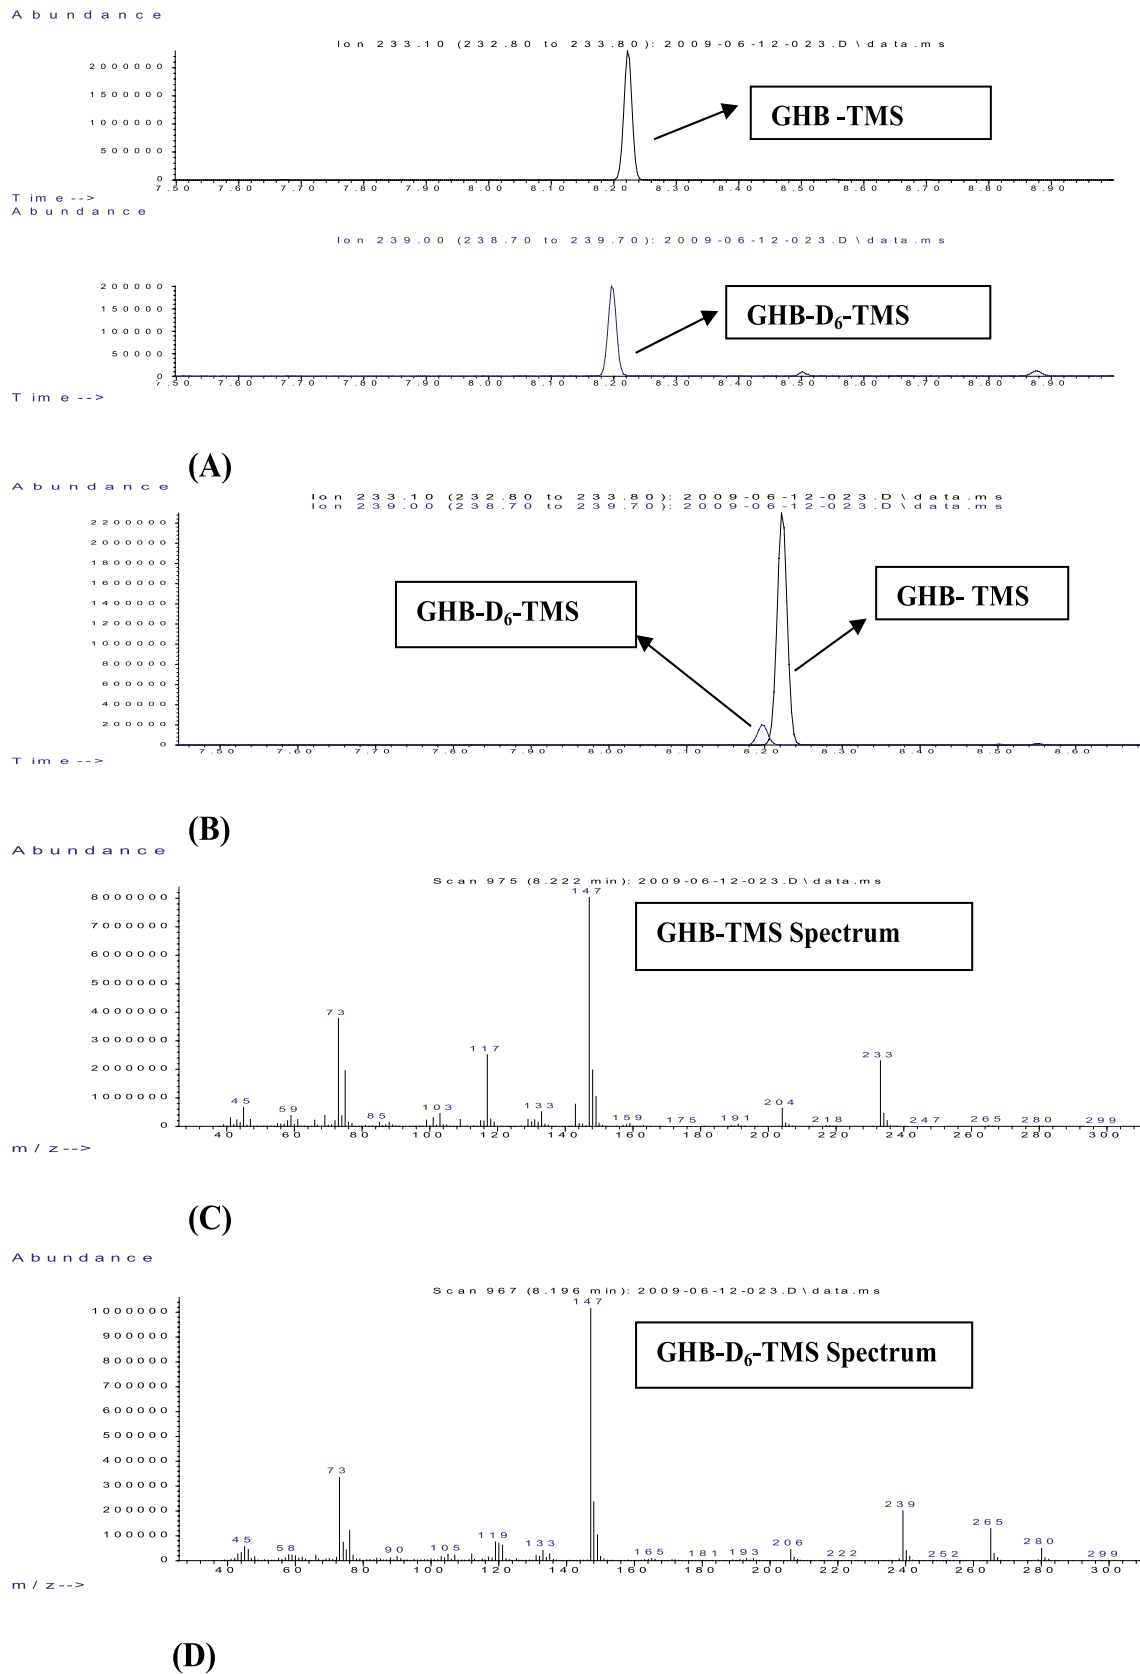 Abundance
Ion 233.10 (232.80 to 233.80): 2009-06-12-023.D\data.ms
2000000
1500000
1000000
500000
0
GHB -TMS
7.50 7.60 7.70 7.80 7.90 8.00 8.10 8.20 8.30 8.40 8.50 8.60 8.70 8.80 8.90
Time-->
Abundance
Ion 239.00 (238.70 to 239.70): 2009-06-12-023.D\data.ms
200000
150000
100000
50000
0
GHB-D6-TMS
7.50 7.60 7.70 7.80 7.90 8.00 8.10 8.20 8.30 8.40 8.50 8.60 8.70 8.80 8.90
Time-->
(A)
Abundance
Ion 233.10 (232.80 to 233.80): 2009-06-12-023.D\data.ms
Ion 239.00 (238.70 to 239.70): 2009-06-12-023.D\data.ms
2200000
2000000
1800000
1600000
1400000
1200000
1000000
800000
600000
400000
200000
0
GHB-D6-TMS
GHB- TMS
7.50 7.60 7.70 7.80 7.90 8.00 8.10 8.20 8.30 8.40 8.50 8.60
Time-->
(B)
Abundance
Scan 975 (8.222 min): 2009-06-12-023.D\data.ms
8000000
7000000
6000000
5000000
4000000
3000000
2000000
1000000
0
GHB-TMS Spectrum
45 59 73 85 103 117 133 147 159 175 191 204 218 233 247 265 280 299
40 60 80 100 120 140 160 180 200 220 240 260 280 300
m/z-->
(C)
Abundance
Scan 967 (8.196 min): 2009-06-12-023.D\data.ms
1000000
900000
800000
700000
600000
500000
400000
300000
200000
100000
0
GHB-D6-TMS Spectrum
45 58 73 90 105 119 133 147 165 181 193 206 222 239 252 265 280 299
40 60 80 100 120 140 160 180 200 220 240 260 280 300
m/z-->
(D)